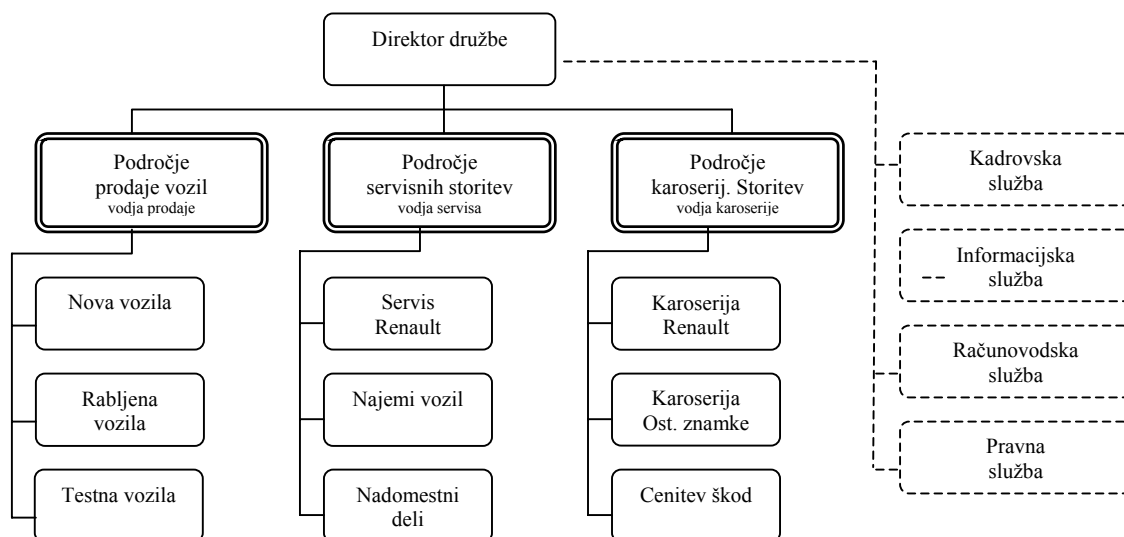 Direktor družbe
Področje
prodaje vozil
vodja prodaje
Področje
servisnih storitev
vodja servisa
Področje
karoserij. Storitev
vodja karoserije
Kadrovska
služba
Informacijska
služba
Računovodska
služba
Pravna
služba
Nova vozila
Rabljena
vozila
Testna vozila
Servis
Renault
Najemi vozil
Nadomestni
deli
Karoserija
Renault
Karoserija
Ost. znamke
Cenitev škod